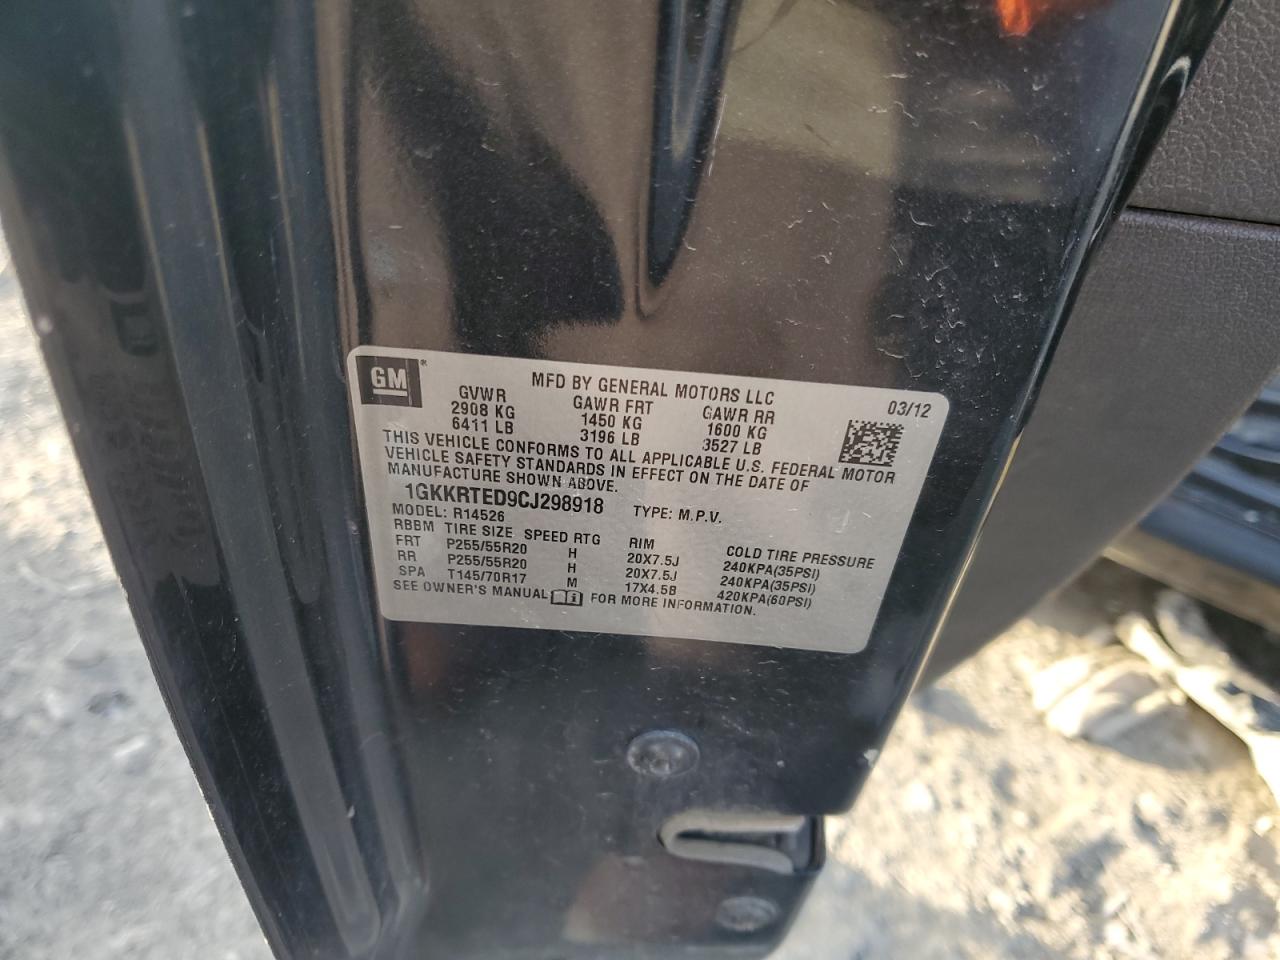 GM
MFD BY GENERAL MOTORS LLC
03/12
GVWR GAWR FRT GAWR RR
2908 KG 1450 KG 1600 KG
6411 LB 3196 LB 3527 LB
THIS VEHICLE CONFORMS TO ALL APPLICABLE U.S. FEDERAL MOTOR
VEHICLE SAFETY STANDARDS IN EFFECT ON THE DATE OF
MANUFACTURE SHOWN ABOVE.
1GKKRTED9CJ298918 TYPE: M.P.V.
MODEL: R14526
RBBM TIRE SIZE SPEED RTG RIM COLD TIRE PRESSURE
FRT P255/55R20 H 20X7.5J 240KPA(35PSI)
RR P255/55R20 H 20X7.5J 240KPA(35PSI)
SPA T145/70R17 M 17X4.5B 420KPA(60PSI)
SEE OWNER'S MANUAL FOR MORE INFORMATION.